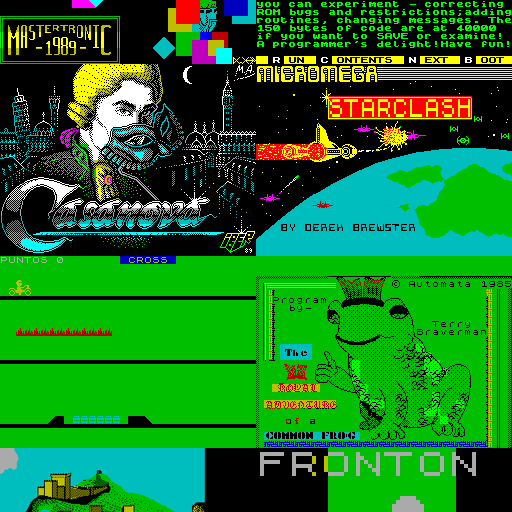 MASTERTRONIC
-1989-
you can experiment - correcting
ROM bugs and restrictions;adding
routines, changing messages. The
150 bytes of code are at 40000
if you want to SAVE or examine!
A programmer's delight!Have fun!
R UN C ONTENTS N EXT B OOT
M.A.
MICROMEGA
STARCLASH
Casanova
IBER
89
BY DEREK BREWSTER
PUNTOS 0 CROSS
© Automata 1985
Program
by-
Terry
Braverman
The
ROYAL
ADVENTURE
of a
COMMON FROG
FRONTON